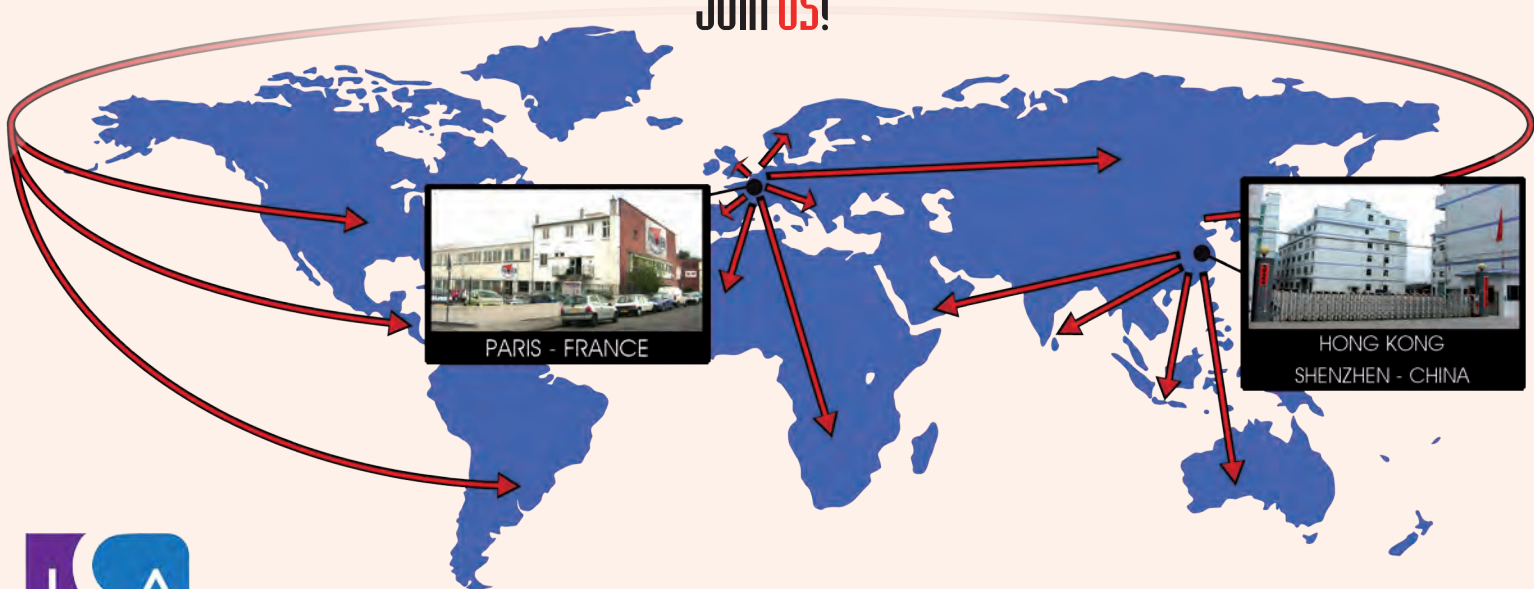 JOIN US!
PARIS - FRANCE
HONG KONG
SHENZHEN - CHINA